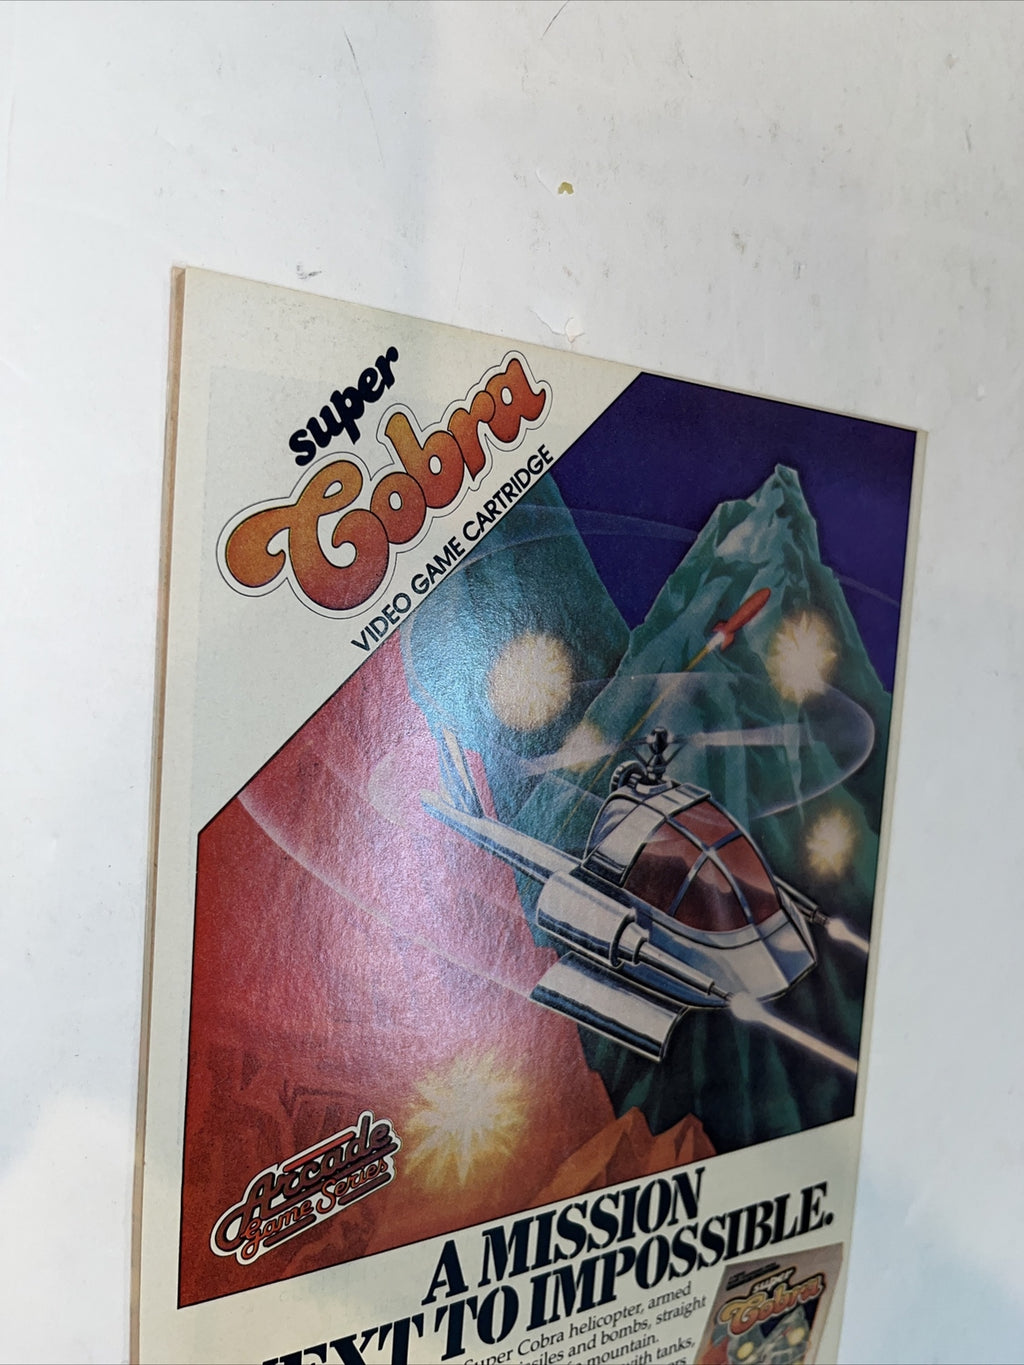 super
Cobra
VIDEO GAME CARTRIDGE
Arcade
Game Series
A MISSION
NEXT TO IMPOSSIBLE.
Super Cobra helicopter, armed
and bombs, straight
mountain.
with tanks,
super
Cobra